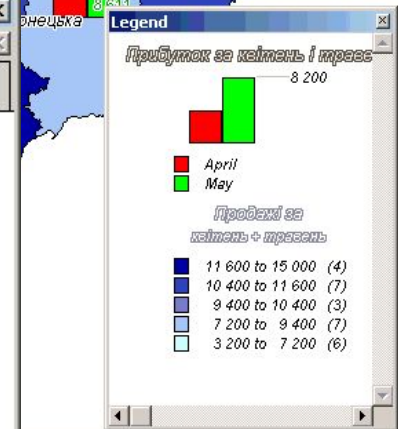 онецька
Legend
Прибуток за квітень і траве
8 200
April
May
Продажі за
квітень + травень
11 600 to 15 000 (4)
10 400 to 11 600 (7)
9 400 to 10 400 (3)
7 200 to 9 400 (7)
3 200 to 7 200 (6)